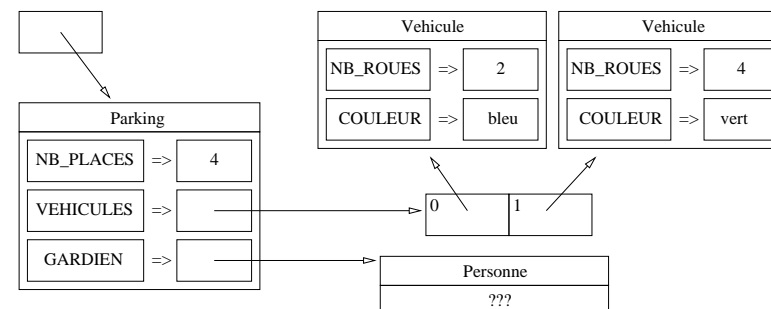 Vehicule
NB_ROUES => 2
COULEUR => bleu
Vehicule
NB_ROUES => 4
COULEUR => vert
Parking
NB_PLACES => 4
VEHICULES =>
GARDIEN =>
0 1
Personne
???